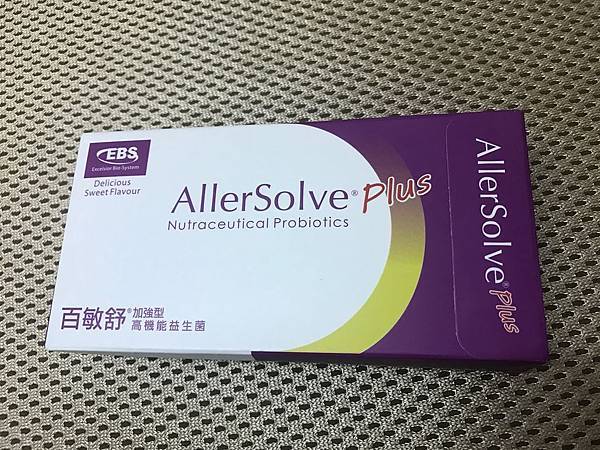 EBS
Excelsior Bio-System
Delicious
Sweet Flavour
AllerSolve® Plus
Nutraceutical Probiotics
百敏舒®加強型
高機能益生菌
AllerSolve® Plus